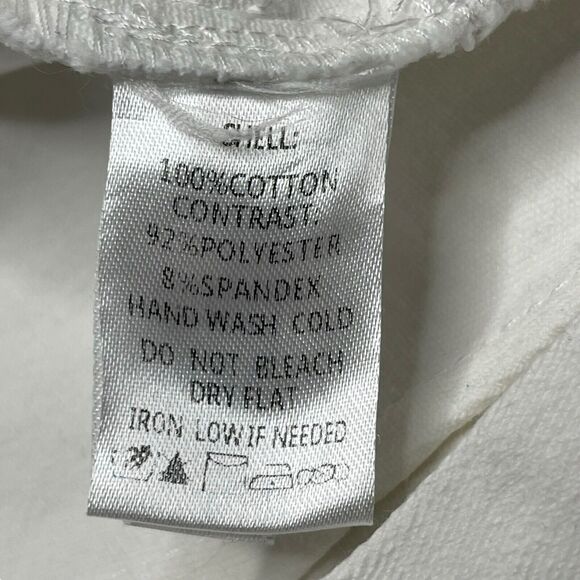 SHELL:
100%COTTON
CONTRAST:
92%POLYESTER
8%SPANDEX
HAND WASH COLD
DO NOT BLEACH
DRY FLAT
IRON LOW IF NEEDED